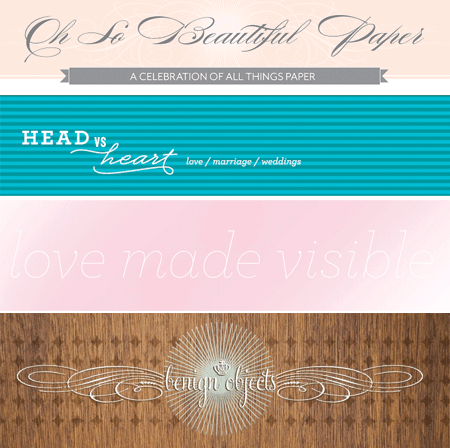 Oh So Beautiful Paper
A CELEBRATION OF ALL THINGS PAPER
HEAD vs
heart love / marriage / weddings
love made visible
benign objects